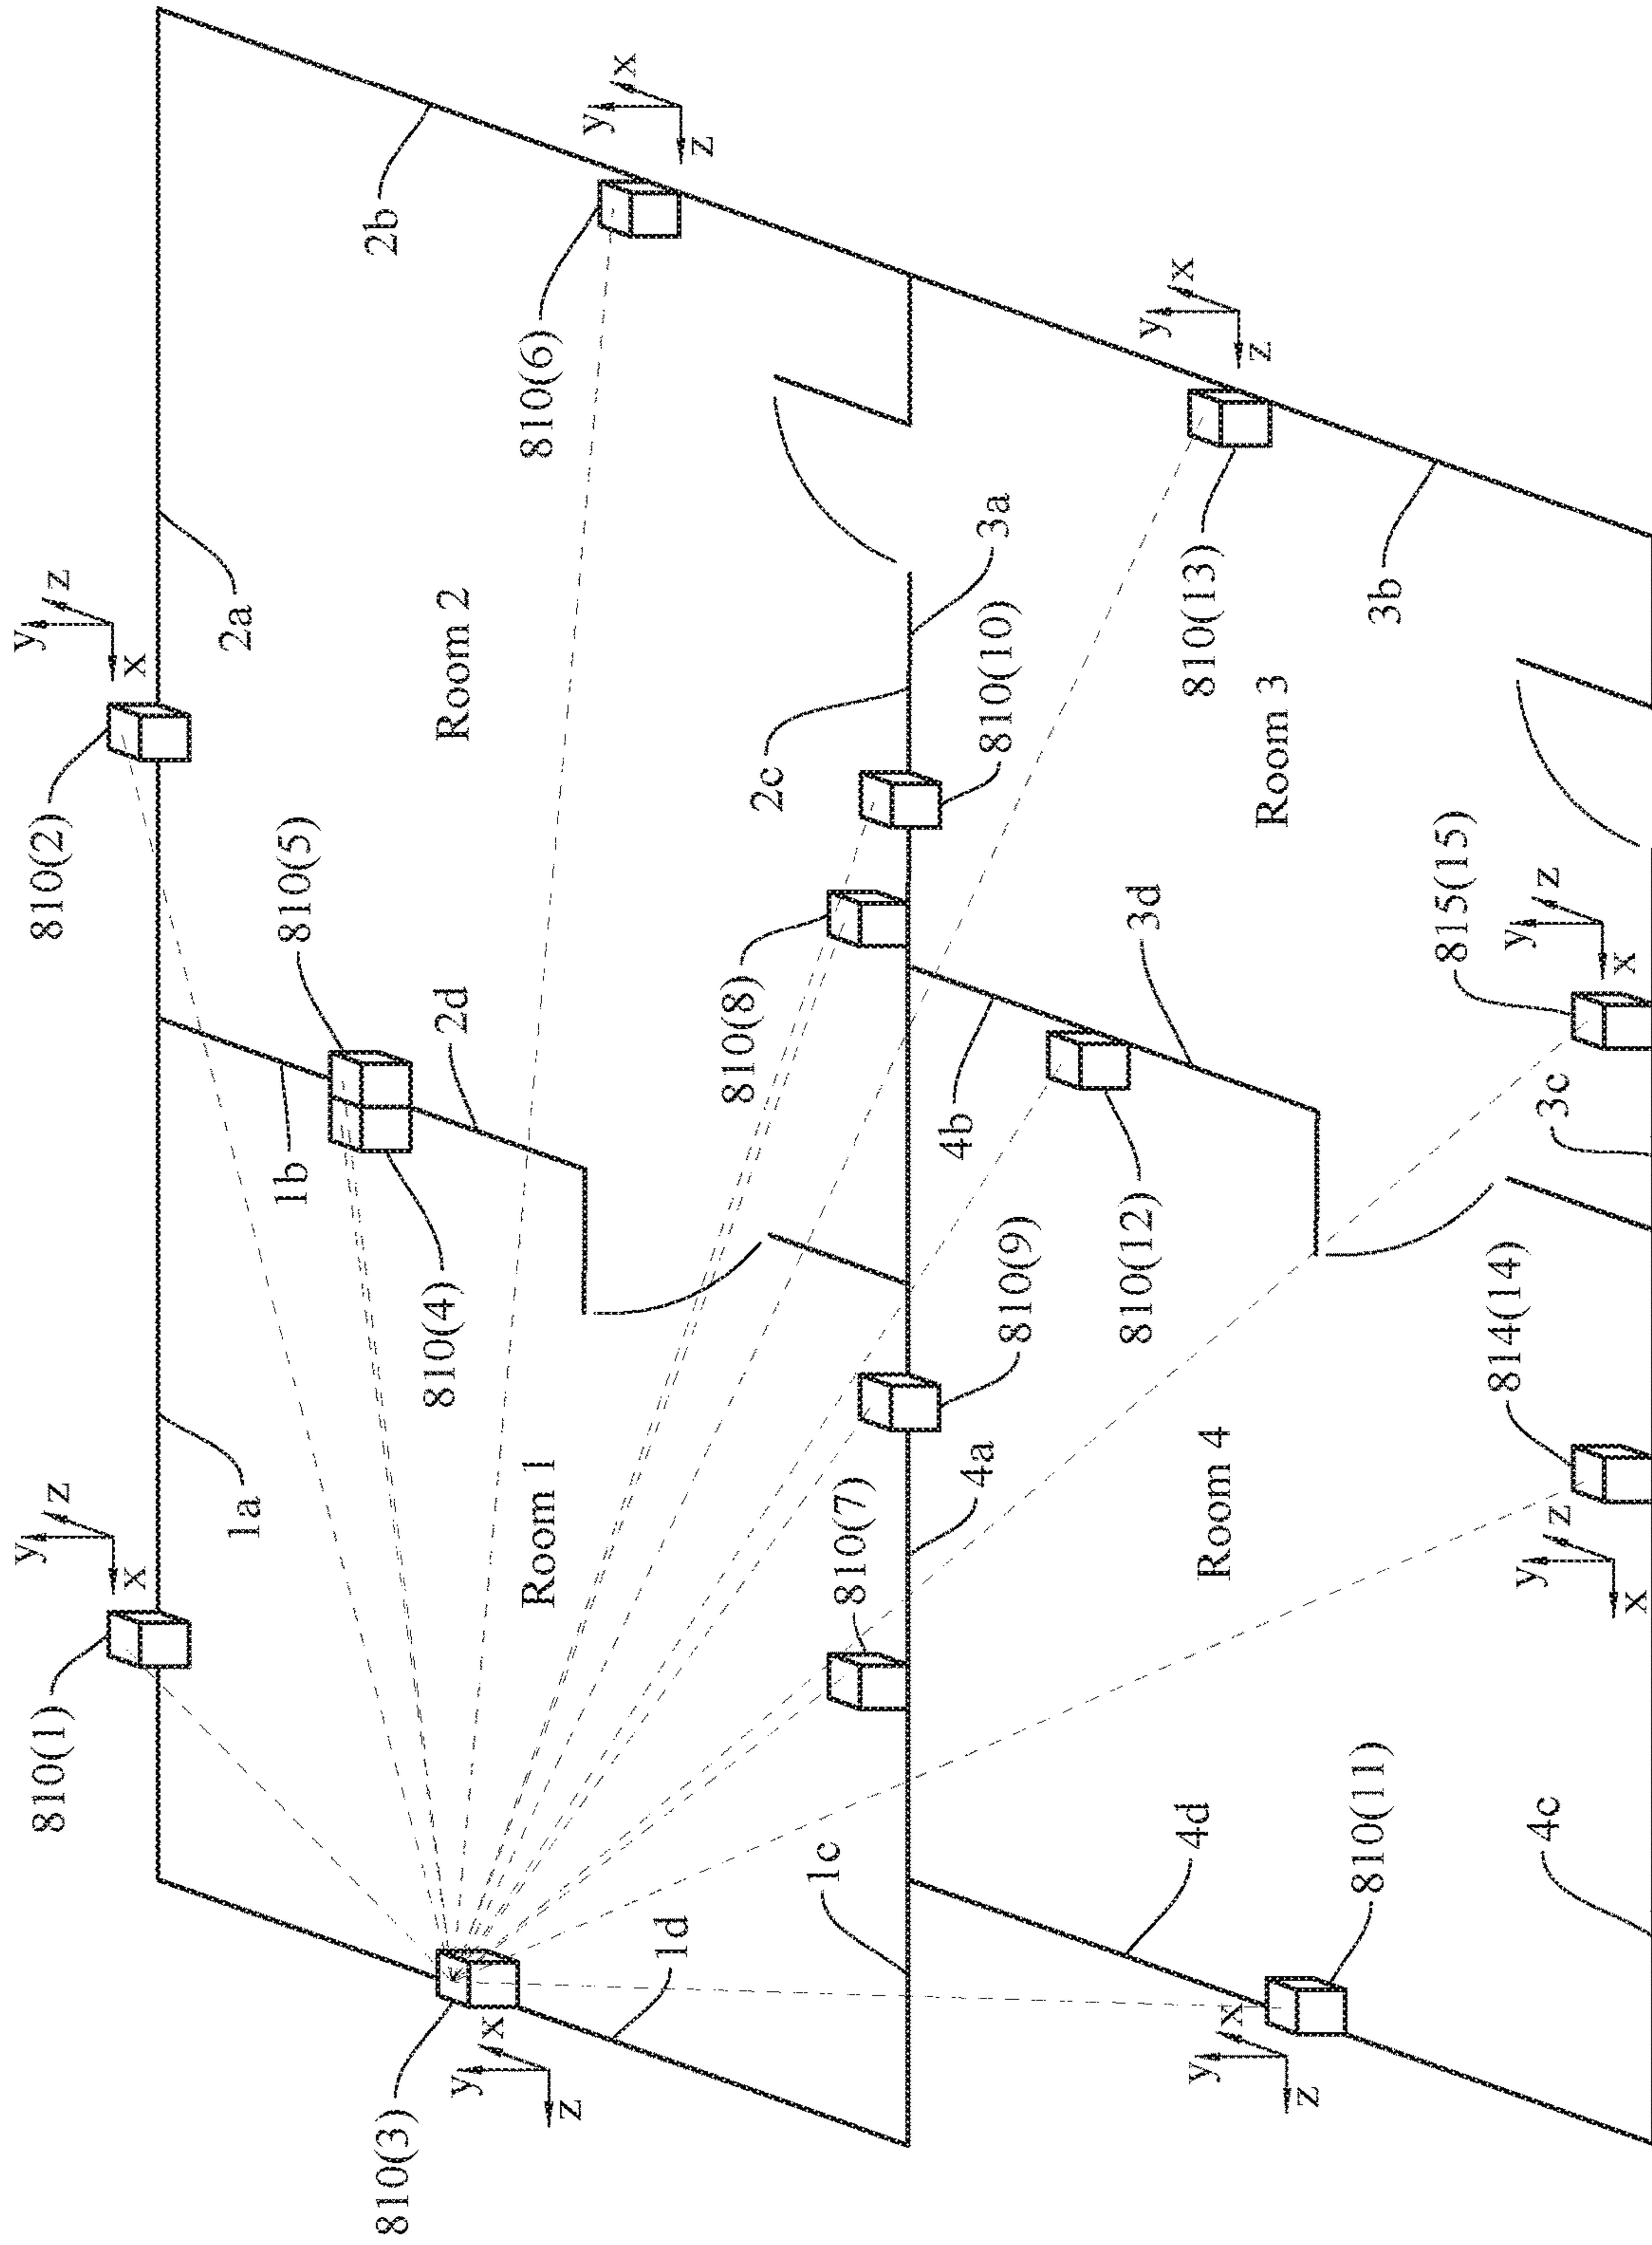 810(1)
y
z
x
1a
810(2)
y
z
x
2a
2b
810(3)
y
x
z
1d
Room 1
1b
810(4)
810(5)
2d
Room 2
810(6)
y
x
z
1c
810(7)
810(8)
2c
4a
810(9)
810(10)
3a
4d
810(11)
y
x
z
Room 4
4b
810(12)
3d
Room 3
810(13)
y
x
z
3b
4c
814(14)
y
z
x
3c
815(15)
y
z
x